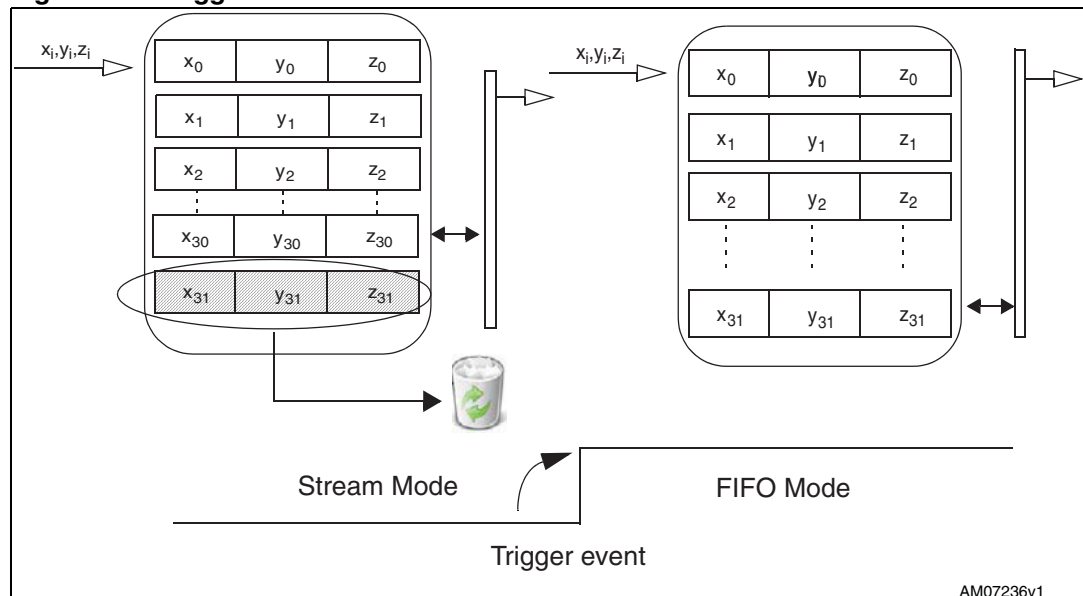 xᵢ,yᵢ,zᵢ
x₀ y₀ z₀
x₁ y₁ z₁
x₂ y₂ z₂
x₃₀ y₃₀ z₃₀
x₃₁ y₃₁ z₃₁
xᵢ,yᵢ,zᵢ
x₀ y₀ z₀
x₁ y₁ z₁
x₂ y₂ z₂
x₃₁ y₃₁ z₃₁
Stream Mode
FIFO Mode
Trigger event
AM07236v1